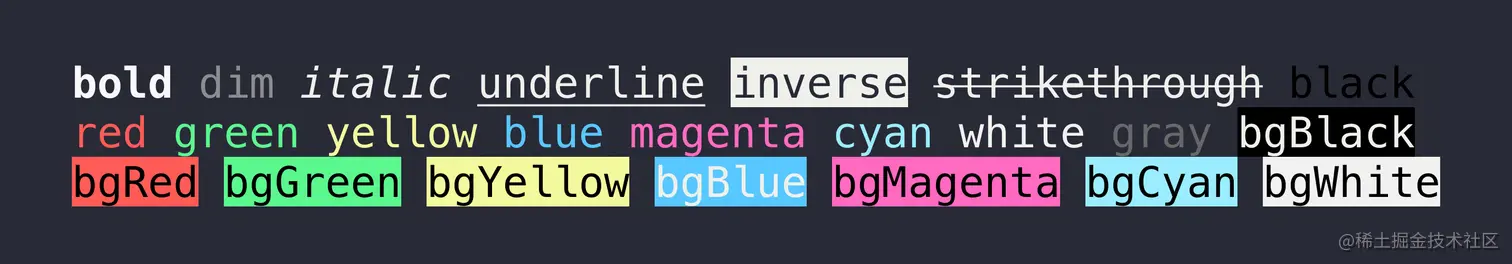 bold dim italic underline inverse strikethrough black
red green yellow blue magenta cyan white gray bgBlack
bgRed bgGreen bgYellow bgBlue bgMagenta bgCyan bgWhite
@稀土掘金技术社区